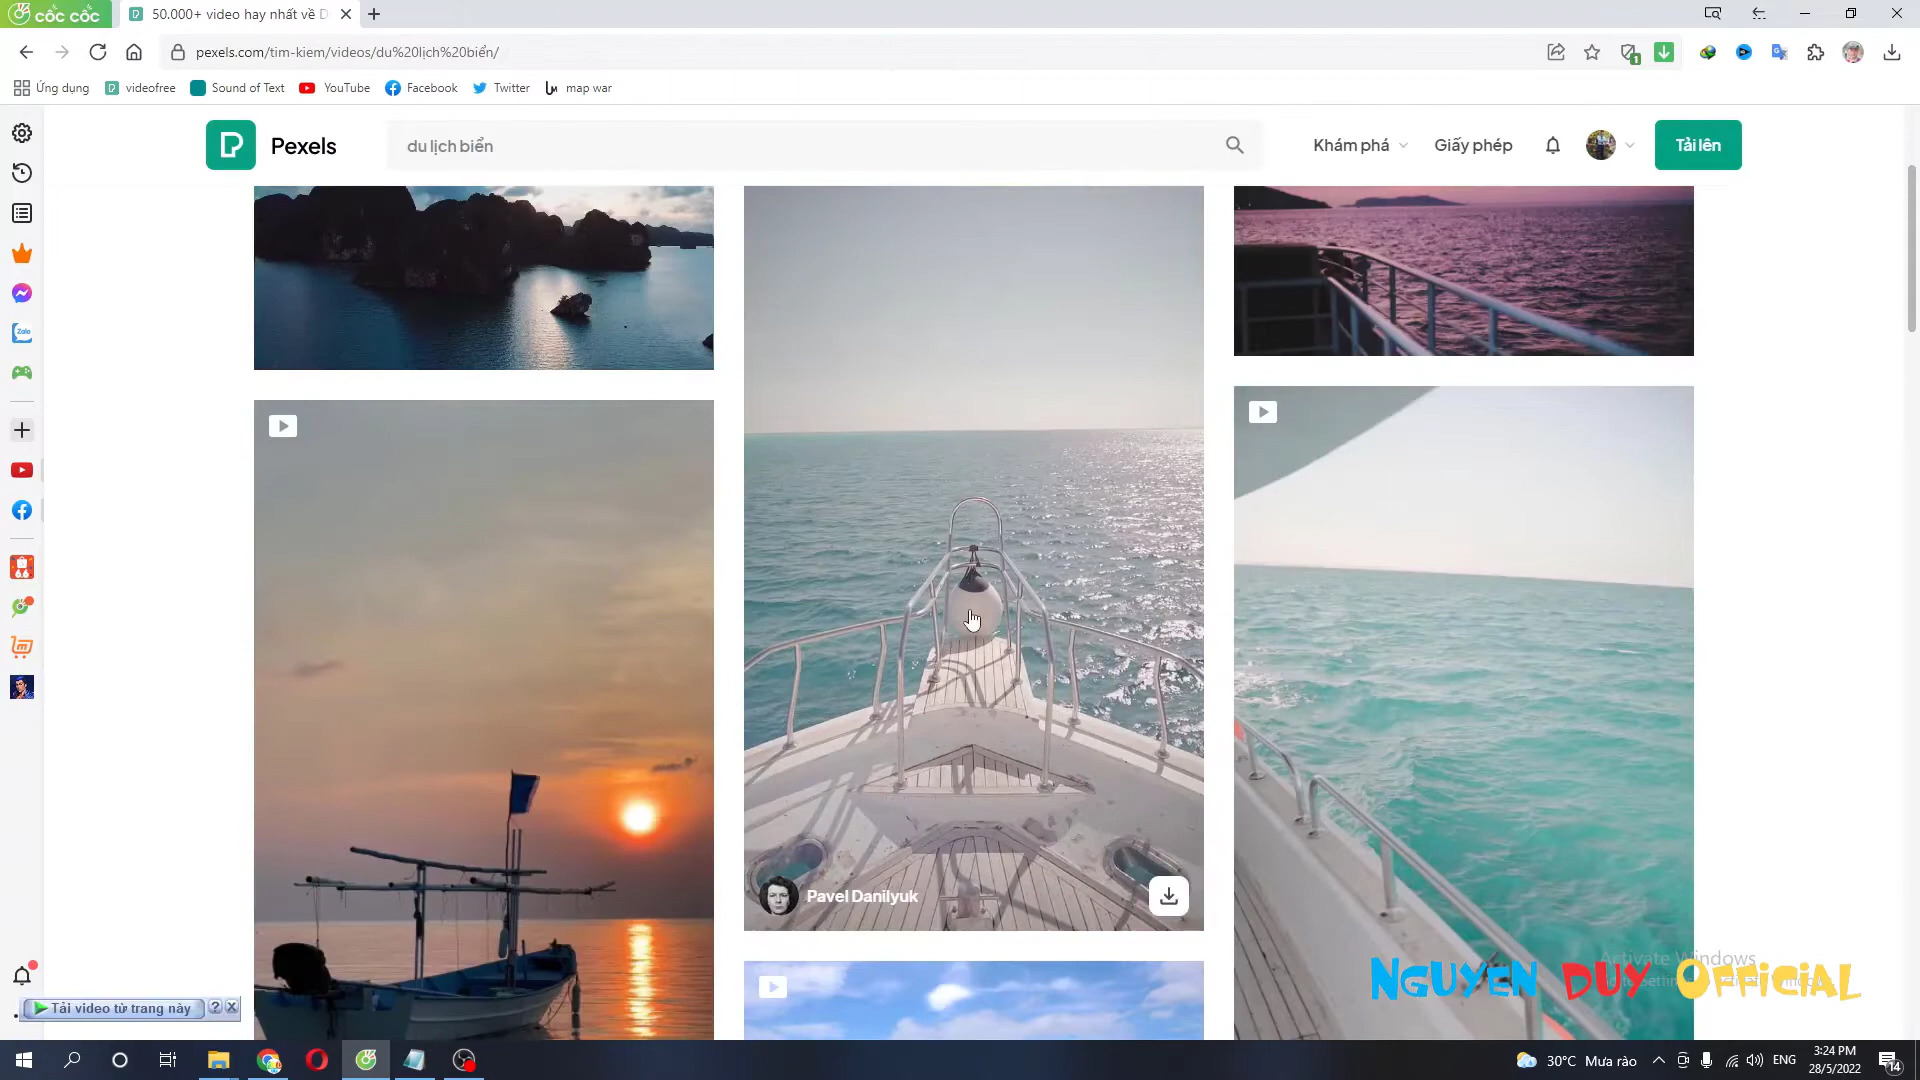 cốc cốc
50.000+ video hay nhất về D
pexels.com/tim-kiem/videos/du%20lịch%20biển/
Ứng dụng
videofree
Sound of Text
YouTube
Facebook
Twitter
map war
Pexels
du lịch biển
Khám phá
Giấy phép
Tải lên
Zalo
Pavel Danilyuk
Activate Windows
NGUYEN DUY OFFiCiAL
Tải video từ trang này
?
30°C Mưa rào
ENG
3:24 PM
28/5/2022
14